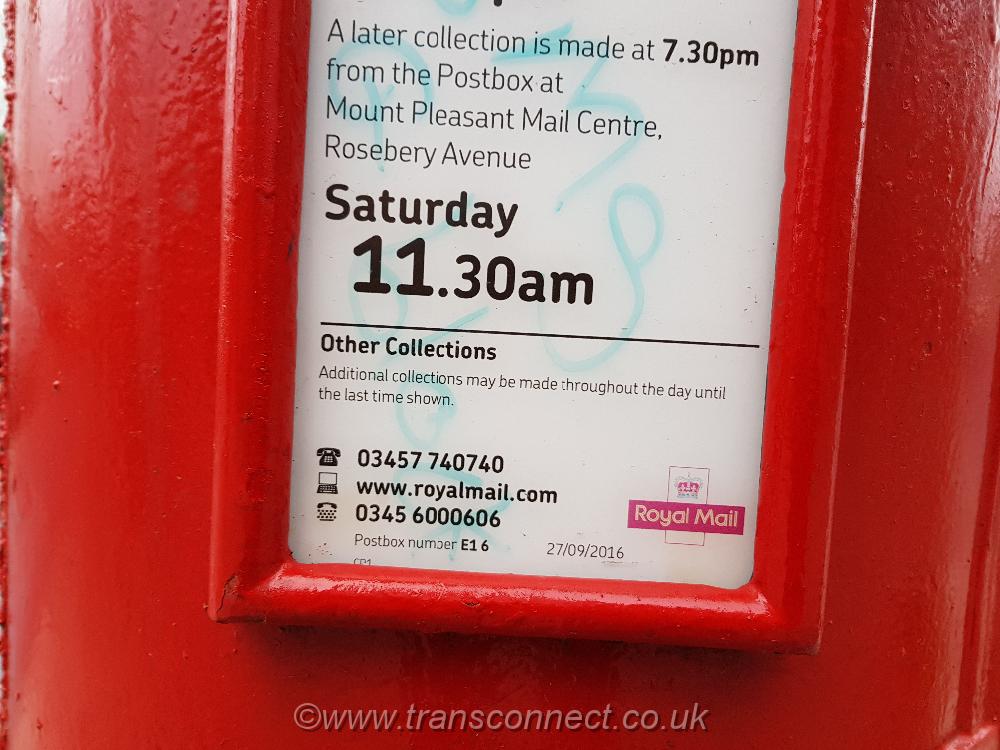 A later collection is made at 7.30pm
from the Postbox at
Mount Pleasant Mail Centre,
Rosebery Avenue
Saturday
11.30am
Other Collections
Additional collections may be made throughout the day until
the last time shown.
03457 740740
www.royalmail.com
0345 6000606
Royal Mail
Postbox number E1 6 27/09/2016
©www.transconnect.co.uk